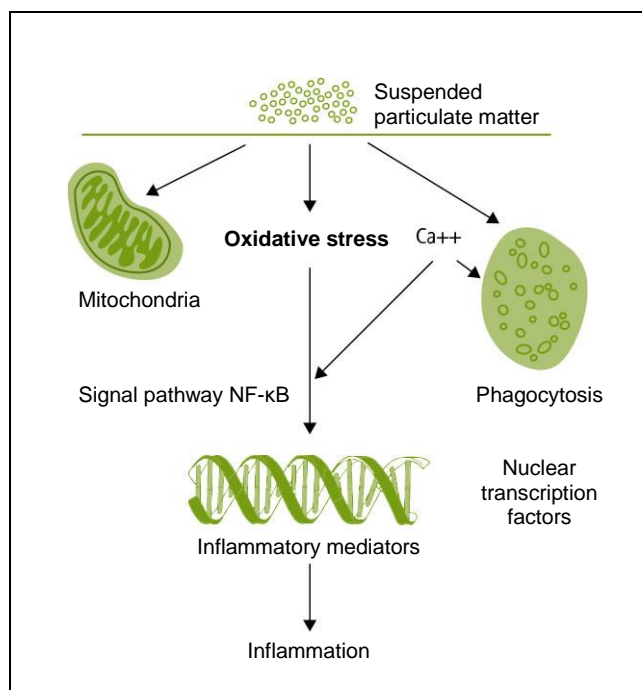 Suspended
particulate matter
Oxidative stress
Ca++
Mitochondria
Signal pathway NF-κB
Phagocytosis
Nuclear
transcription
factors
Inflammatory mediators
Inflammation